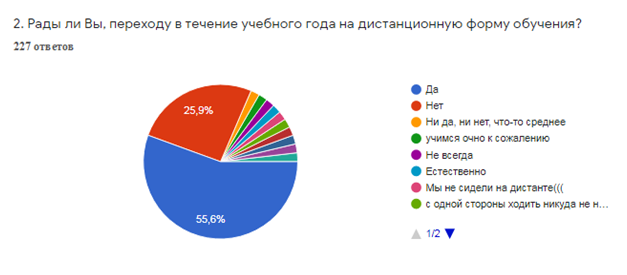 2. Рады ли Вы, переходу в течение учебного года на дистанционную форму обучения?
227 ответов
25,9%
55,6%
Да
Нет
Ни да, ни нет, что-то среднее
учимся очно к сожалению
Не всегда
Естественно
Мы не сидели на дистанте(((
с одной стороны ходить никуда не н...
1/2